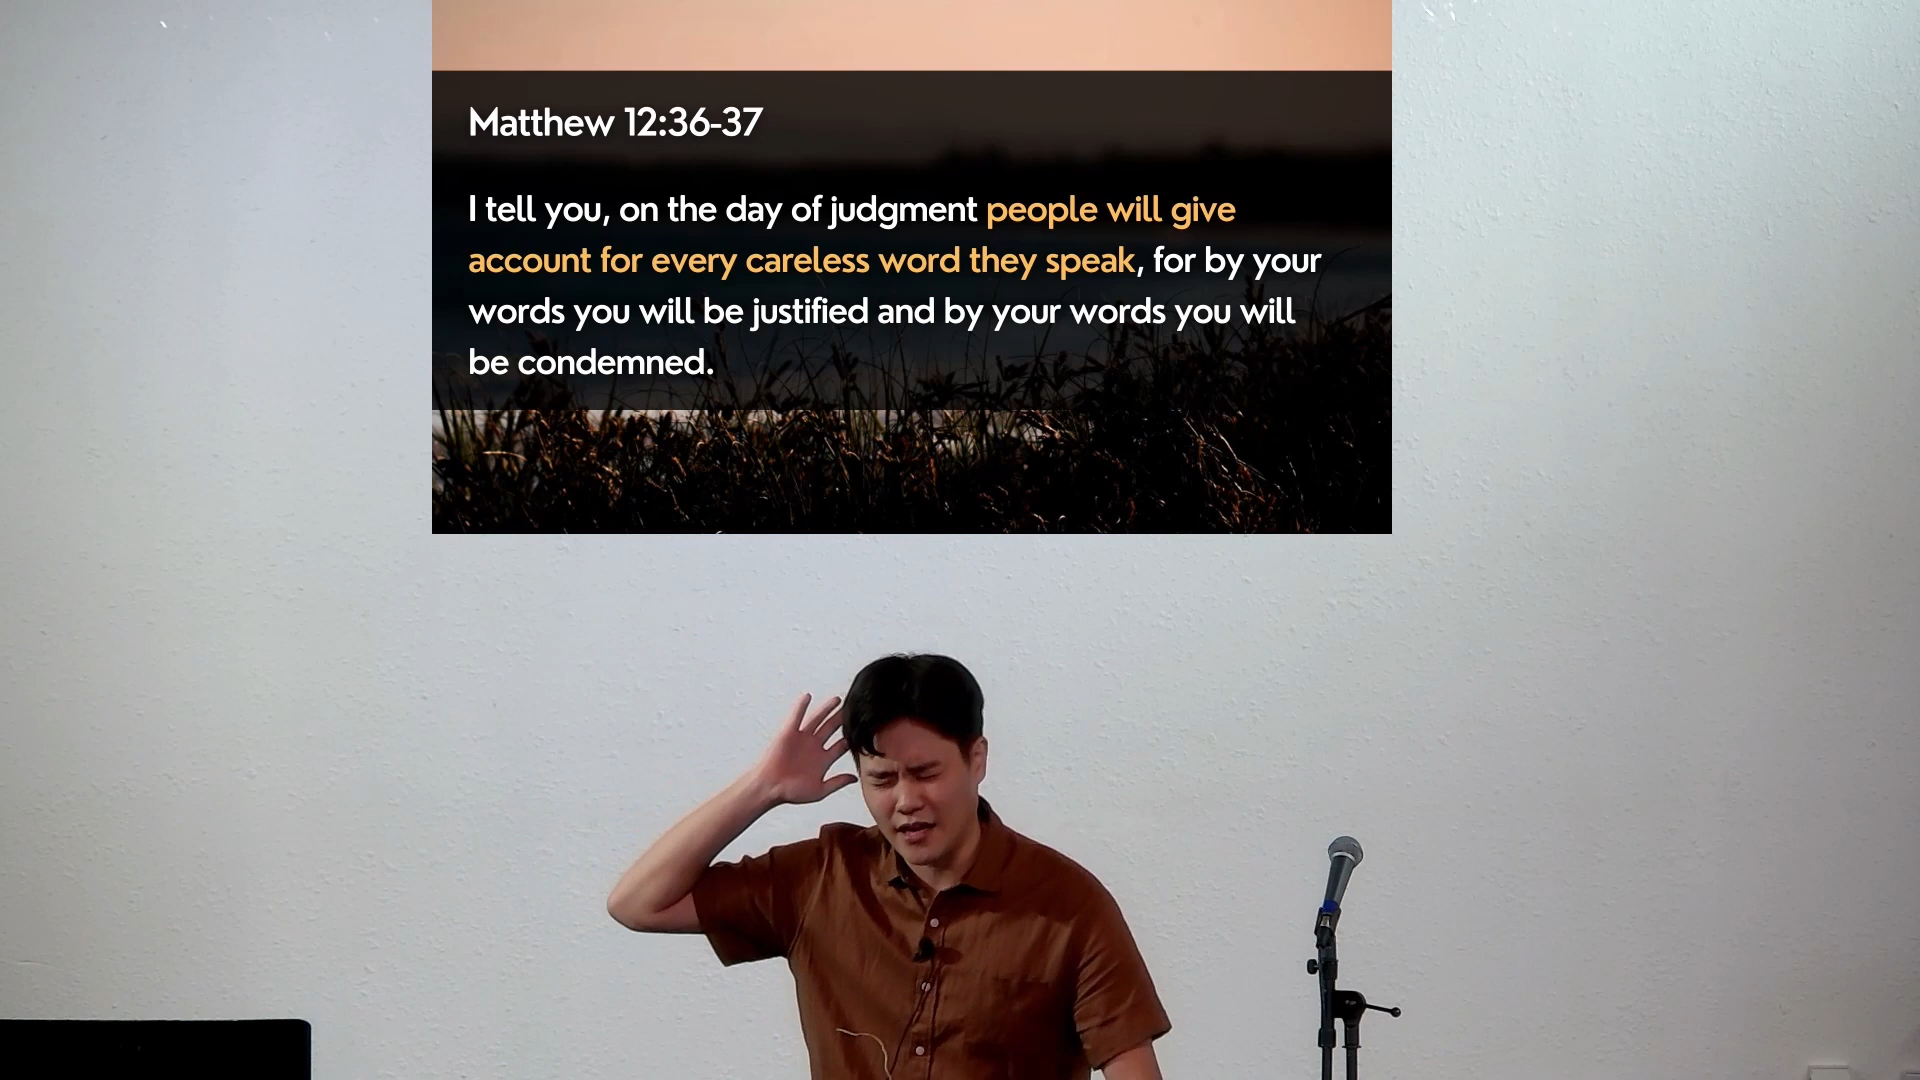 Matthew 12:36-37
I tell you, on the day of judgment people will give
account for every careless word they speak, for by your
words you will be justified and by your words you will
be condemned.